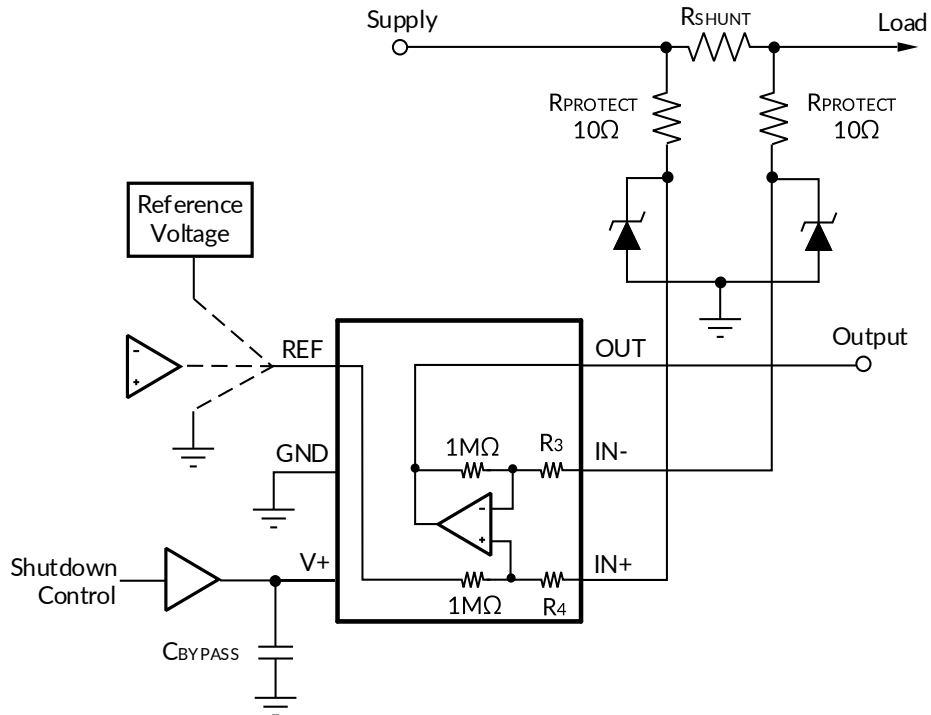 Supply
RSHUNT
Load
RPROTECT
10Ω
RPROTECT
10Ω
Reference
Voltage
REF
OUT
Output
-
+
GND
1MΩ
R3
IN-
-
+
V+
IN+
Shutdown
Control
1MΩ
R4
CBYPASS